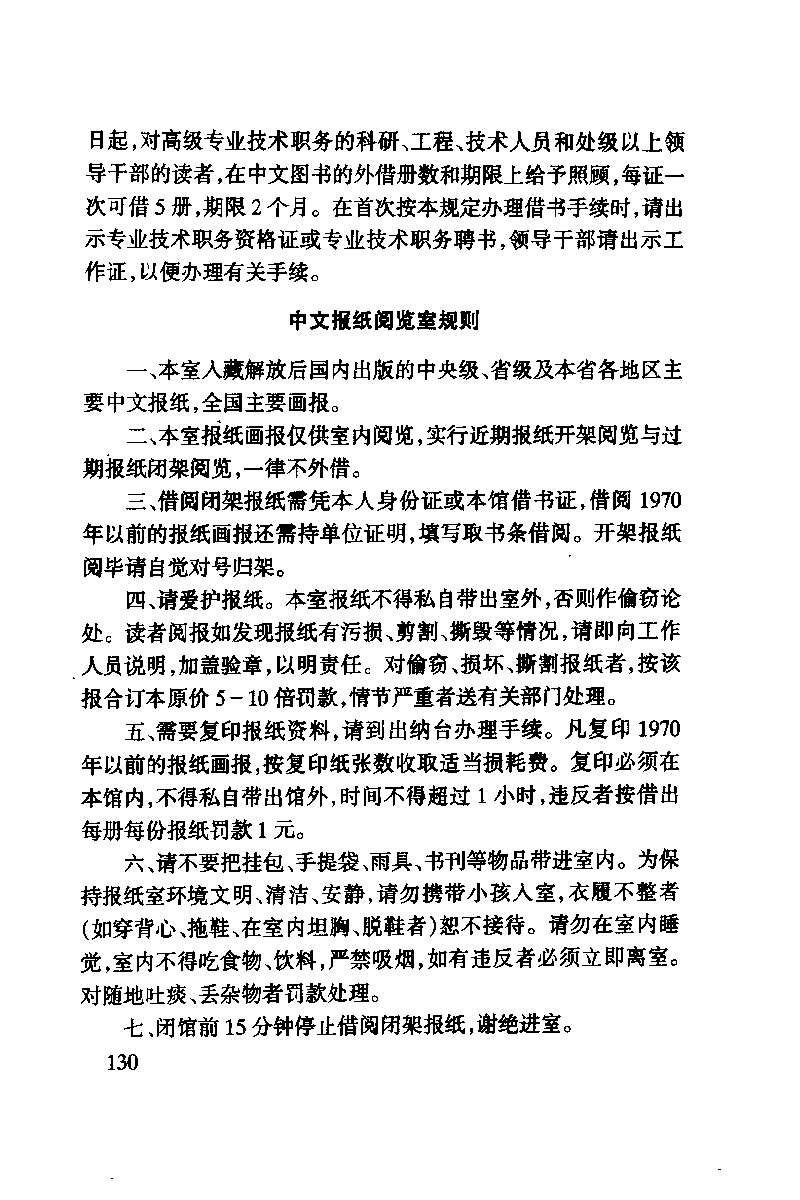 日起,对高级专业技术职务的科研、工程、技术人员和处级以上领
导干部的读者,在中文图书的外借册数和期限上给予照顾,每证一
次可借5册,期限2个月。在首次按本规定办理借书手续时,请出
示专业技术职务资格证或专业技术职务聘书,领导干部请出示工
作证,以便办理有关手续。
中文报纸阅览室规则
一、本室入藏解放后国内出版的中央级、省级及本省各地区主
要中文报纸,全国主要画报。
二、本室报纸画报仅供室内阅览,实行近期报纸开架阅览与过
期报纸闭架阅览,一律不外借。
三、借阅闭架报纸需凭本人身份证或本馆借书证,借阅1970
年以前的报纸画报还需持单位证明,填写取书条借阅。开架报纸
阅毕请自觉对号归架。
四、请爱护报纸。本室报纸不得私自带出室外,否则作偷窃论
处。读者阅报如发现报纸有污损、剪割、撕毁等情况,请即向工作
人员说明,加盖验章,以明责任。对偷窃、损坏、撕割报纸者,按该
报合订本原价5-10倍罚款,情节严重者送有关部门处理。
五、需要复印报纸资料,请到出纳台办理手续。凡复印1970
年以前的报纸画报,按复印纸张数收取适当损耗费。复印必须在
本馆内,不得私自带出馆外,时间不得超过1小时,违反者按借出
每册每份报纸罚款1元。
六、请不要把挂包、手提袋、雨具、书刊等物品带进室内。为保
持报纸室环境文明、清洁、安静,请勿携带小孩入室,衣履不整者
(如穿背心、拖鞋、在室内坦胸、脱鞋者)恕不接待。请勿在室内睡
觉,室内不得吃食物、饮料,严禁吸烟,如有违反者必须立即离室。
对随地吐痰、丢杂物者罚款处理。
七、闭馆前15分钟停止借阅闭架报纸,谢绝进室。
130